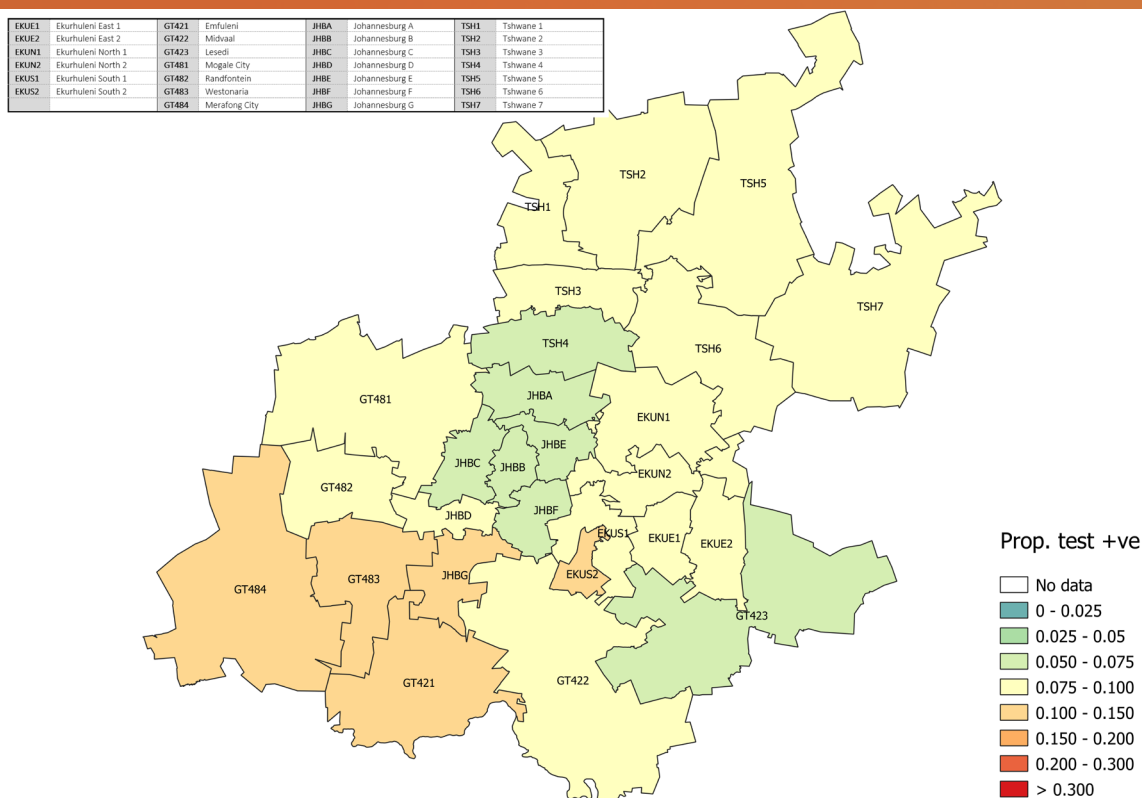 EKUE1 Ekurhuleni East 1 GT421 Emfuleni JHBA Johannesburg A TSH1 Tshwane 1
EKUE2 Ekurhuleni East 2 GT422 Midvaal JHBB Johannesburg B TSH2 Tshwane 2
EKUN1 Ekurhuleni North 1 GT423 Lesedi JHBC Johannesburg C TSH3 Tshwane 3
EKUN2 Ekurhuleni North 2 GT481 Mogale City JHBD Johannesburg D TSH4 Tshwane 4
EKUS1 Ekurhuleni South 1 GT482 Randfontein JHBE Johannesburg E TSH5 Tshwane 5
EKUS2 Ekurhuleni South 2 GT483 Westonaria JHBF Johannesburg F TSH6 Tshwane 6
GT484 Merafong City JHBG Johannesburg G TSH7 Tshwane 7
TSH2
TSH5
TSH1
TSH3
TSH7
TSH4
TSH6
GT481
JHBA
EKUN1
JHBE
JHBC
JHBB
EKUN2
GT482
JHBD
JHBF
EKUS1
EKUE1
EKUE2
GT484
GT483
JHBG
EKUS2
GT423
GT421
GT422
Prop. test +ve
No data
0 - 0.025
0.025 - 0.05
0.050 - 0.075
0.075 - 0.100
0.100 - 0.150
0.150 - 0.200
0.200 - 0.300
> 0.300